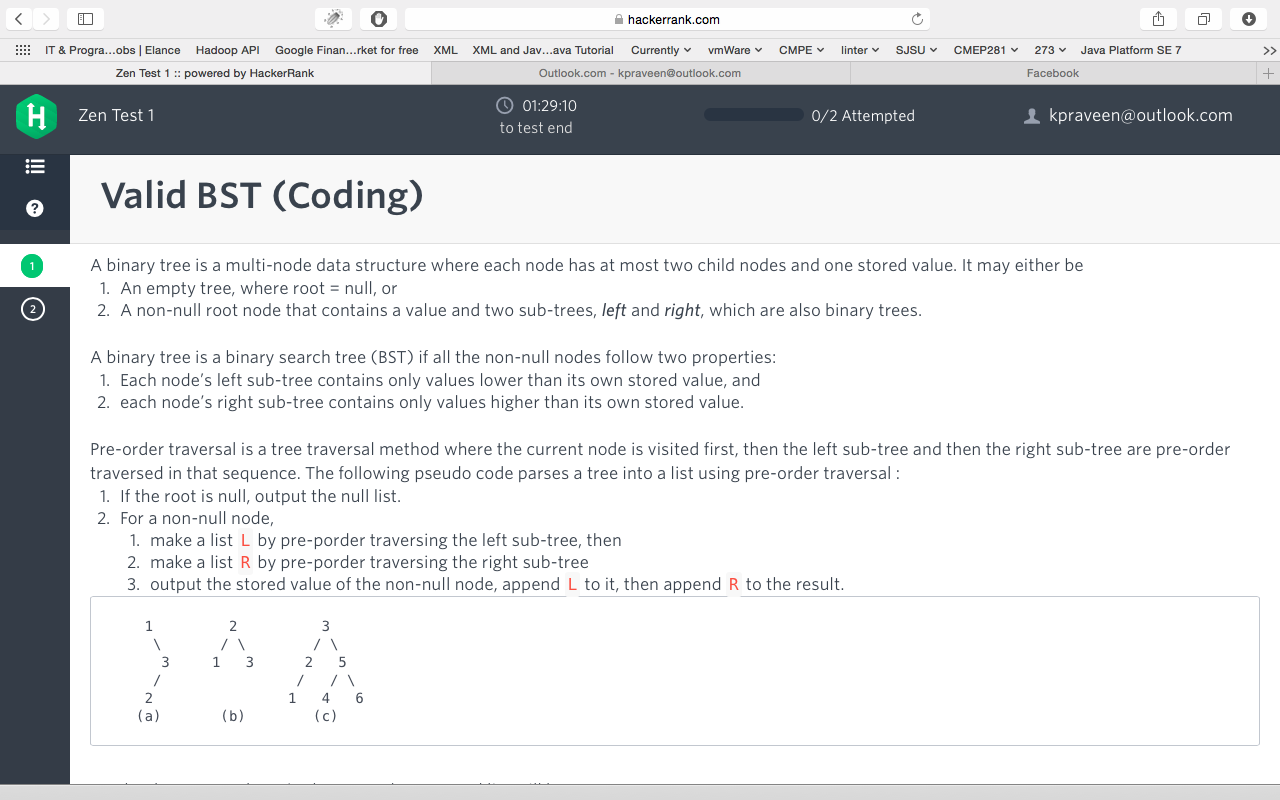 hackerrank.com
IT & Progra...obs | Elance Hadoop API Google Finan...rket for free XML XML and Jav...ava Tutorial Currently vmWare CMPE linter SJSU CMEP281 273 Java Platform SE 7 >>
Zen Test 1 :: powered by HackerRank Outlook.com - kpraveen@outlook.com Facebook +
H Zen Test 1 01:29:10 to test end 0/2 Attempted kpraveen@outlook.com
?
Valid BST (Coding)
1
2
A binary tree is a multi-node data structure where each node has at most two child nodes and one stored value. It may either be
1. An empty tree, where root = null, or
2. A non-null root node that contains a value and two sub-trees, left and right, which are also binary trees.
A binary tree is a binary search tree (BST) if all the non-null nodes follow two properties:
1. Each node's left sub-tree contains only values lower than its own stored value, and
2. each node's right sub-tree contains only values higher than its own stored value.
Pre-order traversal is a tree traversal method where the current node is visited first, then the left sub-tree and then the right sub-tree are pre-order
traversed in that sequence. The following pseudo code parses a tree into a list using pre-order traversal :
1. If the root is null, output the null list.
2. For a non-null node,
1. make a list L by pre-porder traversing the left sub-tree, then
2. make a list R by pre-porder traversing the right sub-tree
3. output the stored value of the non-null node, append L to it, then append R to the result.
1 2 3
\ / \ / \
3 1 3 2 5
/ / / \
2 1 4 6
(a) (b) (c)